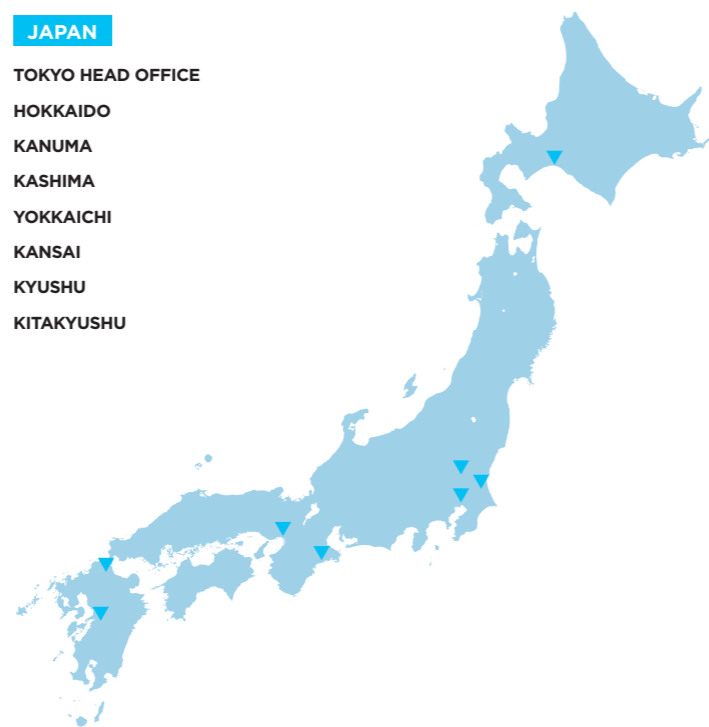 JAPAN
TOKYO HEAD OFFICE
HOKKAIDO
KANUMA
KASHIMA
YOKKAICHI
KANSAI
KYUSHU
KITAKYUSHU